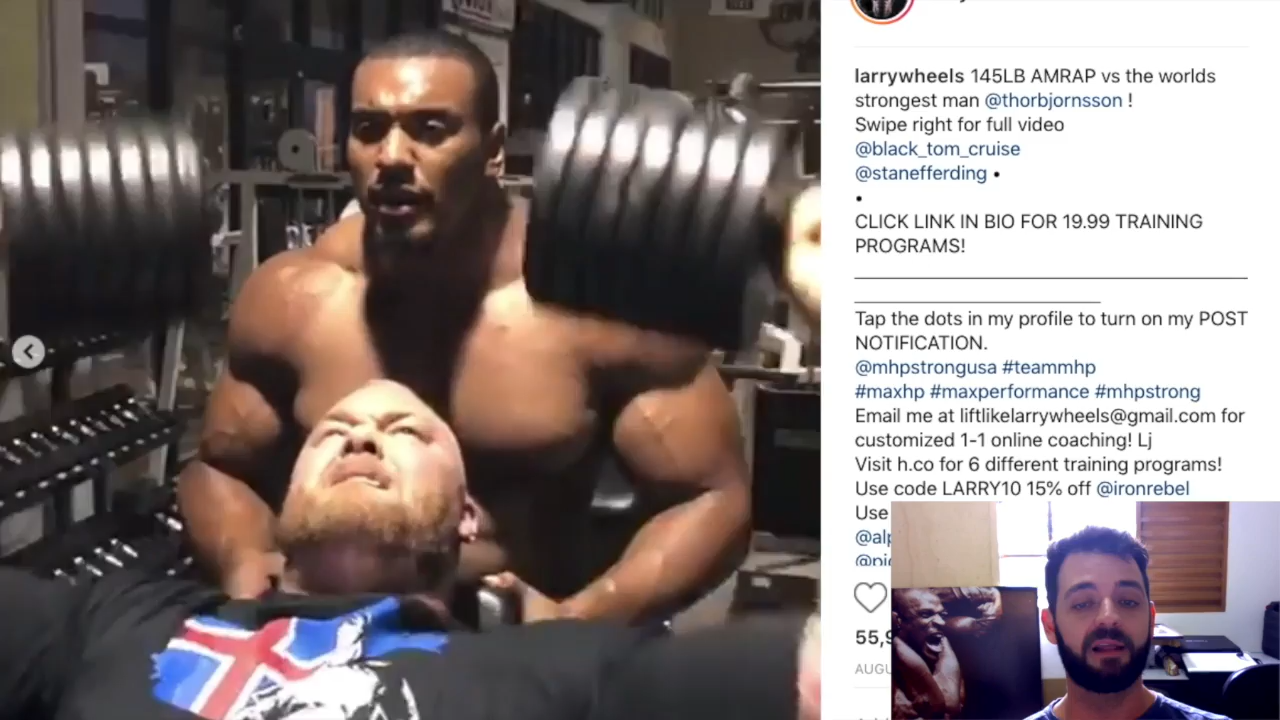 larrywheels 145LB AMRAP vs the worlds
strongest man @thorbjornsson !
Swipe right for full video
@black_tom_cruise
@stanefferding •
•
CLICK LINK IN BIO FOR 19.99 TRAINING
PROGRAMS!
Tap the dots in my profile to turn on my POST
NOTIFICATION.
@mhpstrongusa #teammhp
#maxhp #maxperformance #mhpstrong
Email me at liftlikelarrywheels@gmail.com for
customized 1-1 online coaching! Lj
Visit h.co for 6 different training programs!
Use code LARRY10 15% off @ironrebel
Use
55,9
AUGU